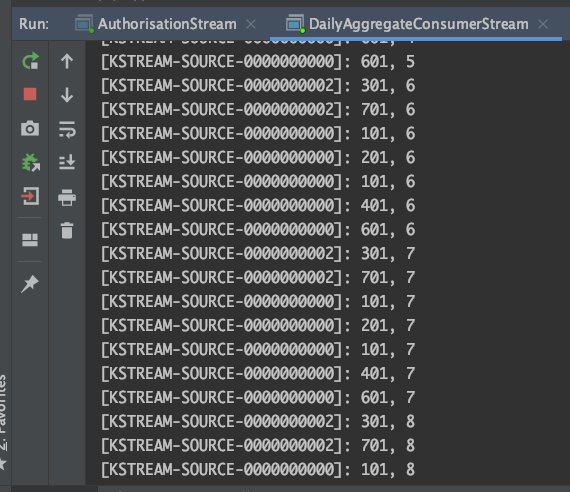 Run: AuthorisationStream × DailyAggregateConsumerStream ×
[KSTREAM-SOURCE-0000000000]: 601, 5
[KSTREAM-SOURCE-0000000002]: 301, 6
[KSTREAM-SOURCE-0000000002]: 701, 6
[KSTREAM-SOURCE-0000000000]: 101, 6
[KSTREAM-SOURCE-0000000000]: 201, 6
[KSTREAM-SOURCE-0000000000]: 101, 6
[KSTREAM-SOURCE-0000000000]: 401, 6
[KSTREAM-SOURCE-0000000000]: 601, 6
[KSTREAM-SOURCE-0000000002]: 301, 7
[KSTREAM-SOURCE-0000000002]: 701, 7
[KSTREAM-SOURCE-0000000000]: 101, 7
[KSTREAM-SOURCE-0000000000]: 201, 7
[KSTREAM-SOURCE-0000000000]: 101, 7
[KSTREAM-SOURCE-0000000000]: 401, 7
[KSTREAM-SOURCE-0000000000]: 601, 7
[KSTREAM-SOURCE-0000000002]: 301, 8
[KSTREAM-SOURCE-0000000002]: 701, 8
[KSTREAM-SOURCE-0000000000]: 101, 8
2: Favorites